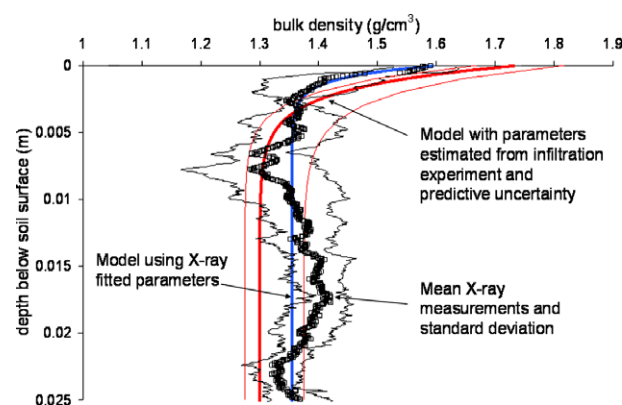 bulk density (g/cm³)
1 1.1 1.2 1.3 1.4 1.5 1.6 1.7 1.8 1.9
0
0.005
0.01
0.015
0.02
0.025
depth below soil surface (m)
Model with parameters
estimated from infiltration
experiment and
predictive uncertainty
Model using X-ray
fitted parameters
Mean X-ray
measurements and
standard deviation